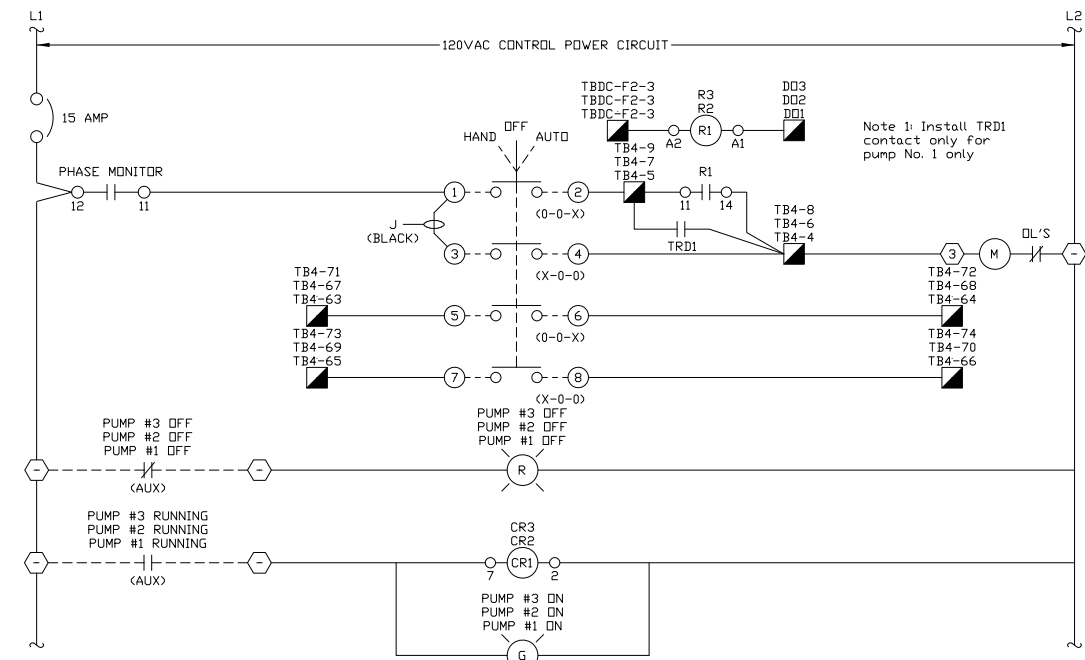 L1
L2
120VAC CONTROL POWER CIRCUIT
15 AMP
TBDC-F2-3
TBDC-F2-3
TBDC-F2-3
R3
R2
R1
A2
A1
DO3
DO2
DO1
Note 1: Install TRD1
contact only for
pump No. 1 only
HAND
OFF
AUTO
PHASE MONITOR
12
11
1
2
(0-0-X)
TB4-9
TB4-7
TB4-5
R1
11
14
TRD1
J
(BLACK)
3
4
(X-0-0)
TB4-8
TB4-6
TB4-4
3
M
OL'S
-
TB4-71
TB4-67
TB4-63
5
6
(0-0-X)
TB4-72
TB4-68
TB4-64
TB4-73
TB4-69
TB4-65
7
8
(X-0-0)
TB4-74
TB4-70
TB4-66
PUMP #3 OFF
PUMP #2 OFF
PUMP #1 OFF
-
(AUX)
-
PUMP #3 OFF
PUMP #2 OFF
PUMP #1 OFF
R
PUMP #3 RUNNING
PUMP #2 RUNNING
PUMP #1 RUNNING
-
(AUX)
-
CR3
CR2
CR1
7
2
PUMP #3 ON
PUMP #2 ON
PUMP #1 ON
G